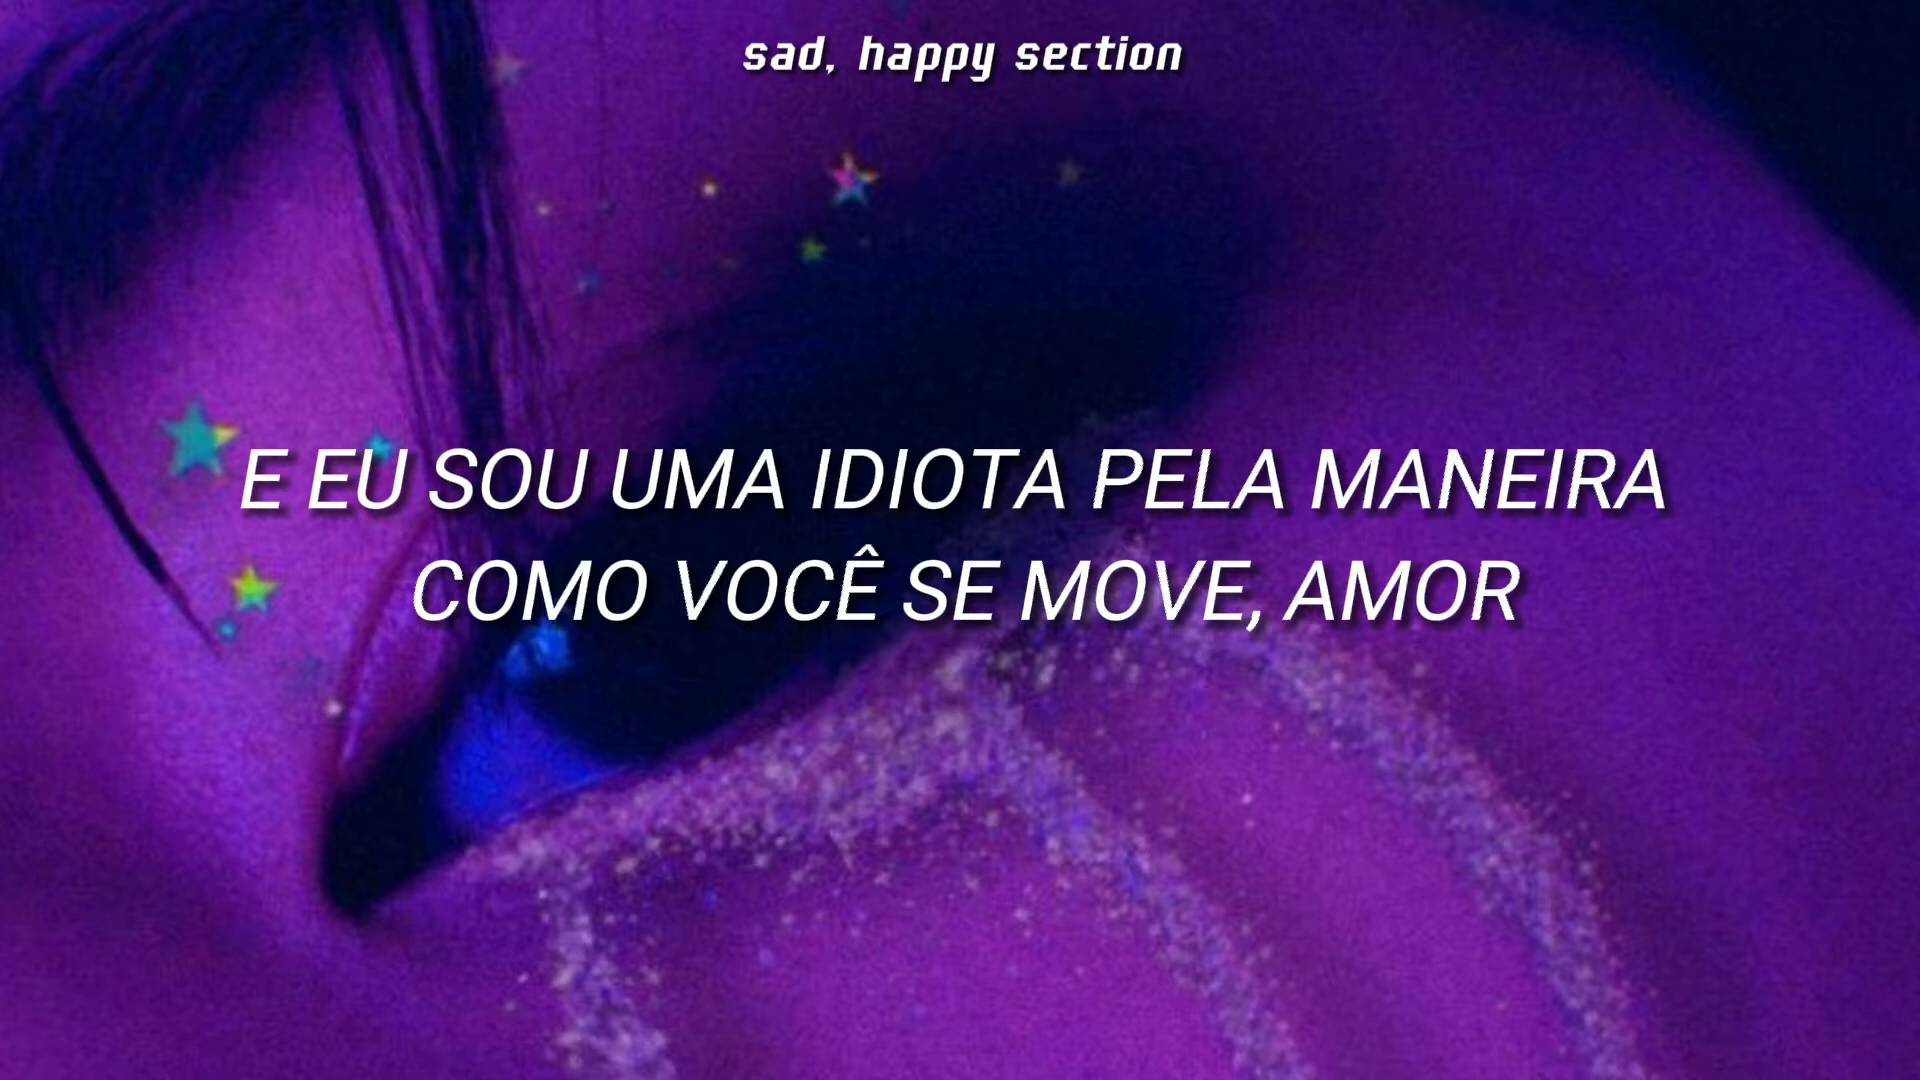 sad, happy section
E EU SOU UMA IDIOTA PELA MANEIRA
COMO VOCÊ SE MOVE, AMOR